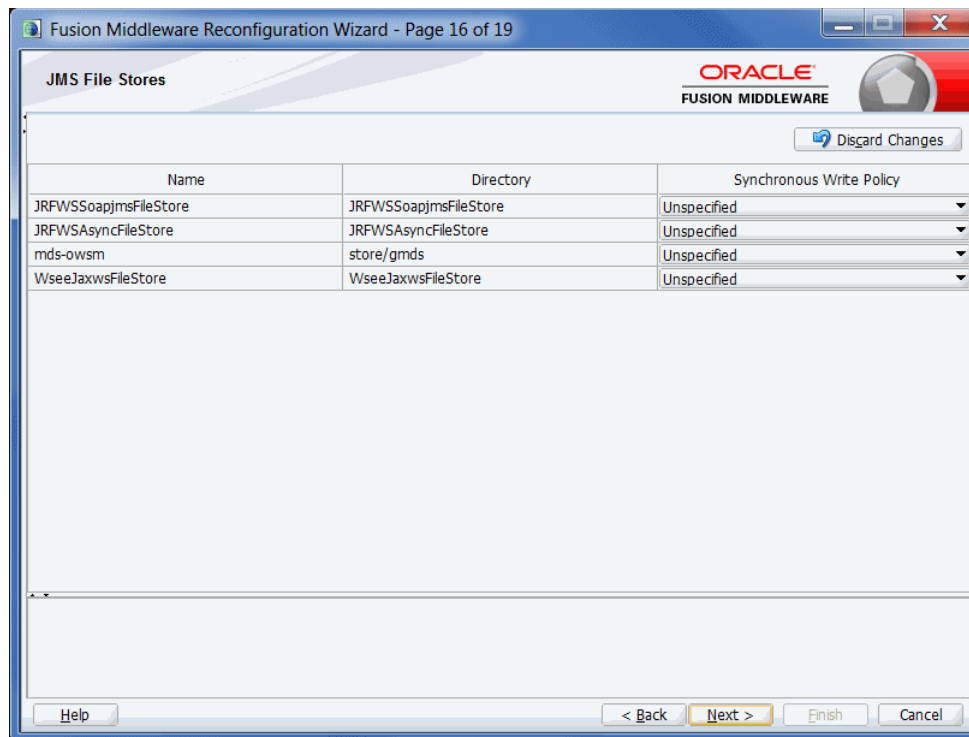 Fusion Middleware Reconfiguration Wizard - Page 16 of 19
JMS File Stores
ORACLE
FUSION MIDDLEWARE
Discard Changes
Name Directory Synchronous Write Policy
JRFWSSoapjmsFileStore JRFWSSoapjmsFileStore Unspecified
JRFWSAsyncFileStore JRFWSAsyncFileStore Unspecified
mds-owsm store/gmds Unspecified
WseeJaxwsFileStore WseeJaxwsFileStore Unspecified
Help < Back Next > Finish Cancel